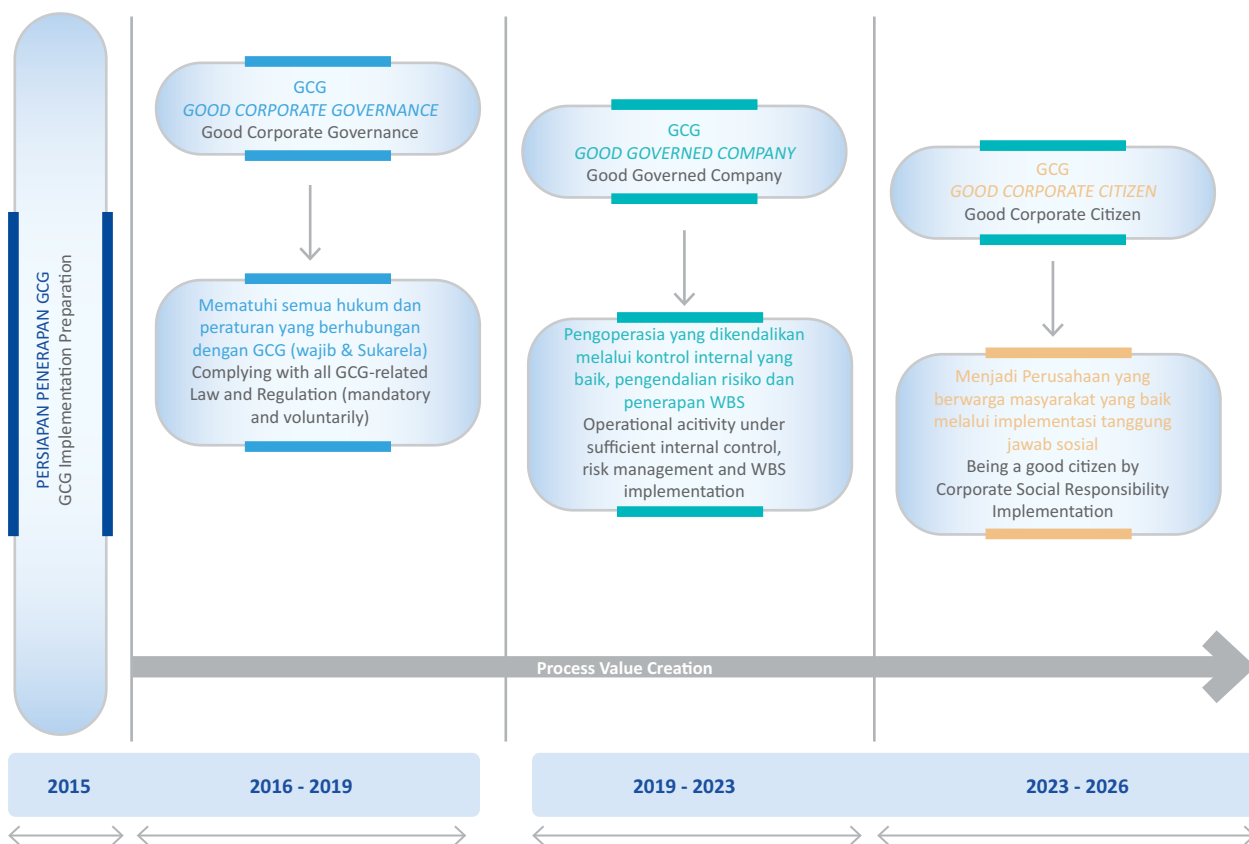 PERSIAPAN PENERAPAN GCG
GCG Implementation Preparation
GCG
GOOD CORPORATE GOVERNANCE
Good Corporate Governance
Mematuhi semua hukum dan
peraturan yang berhubungan
dengan GCG (wajib & Sukarela)
Complying with all GCG-related
Law and Regulation (mandatory
and voluntarily)
GCG
GOOD GOVERNED COMPANY
Good Governed Company
Pengoperasia yang dikendalikan
melalui kontrol internal yang
baik, pengendalian risiko dan
penerapan WBS
Operational acitivity under
sufficient internal control,
risk management and WBS
implementation
GCG
GOOD CORPORATE CITIZEN
Good Corporate Citizen
Menjadi Perusahaan yang
berwarga masyarakat yang baik
melalui implementasi tanggung
jawab sosial
Being a good citizen by
Corporate Social Responsibility
Implementation
Process Value Creation
2015
2016 - 2019
2019 - 2023
2023 - 2026